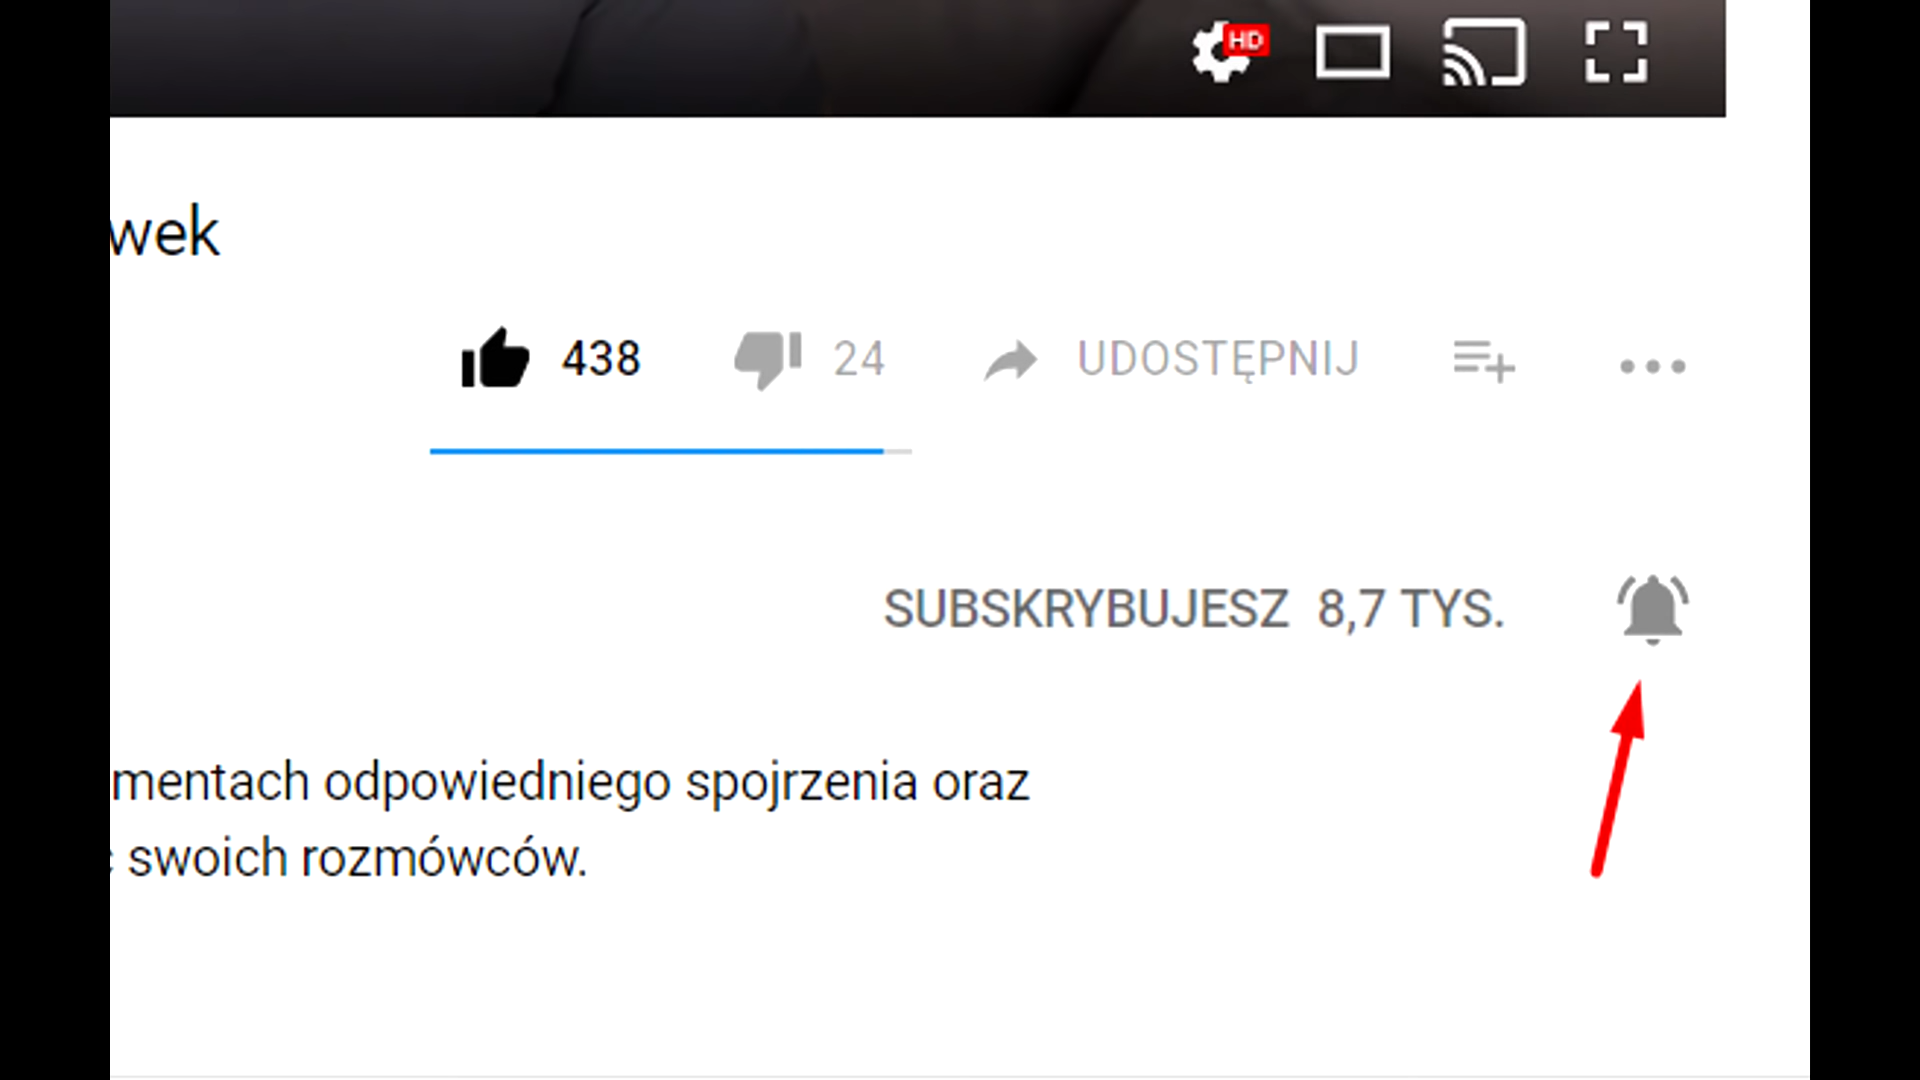 HD
wek
438 24 UDOSTĘPNIJ
SUBSKRYBUJESZ 8,7 TYS.
mentach odpowiedniego spojrzenia oraz
swoich rozmówców.